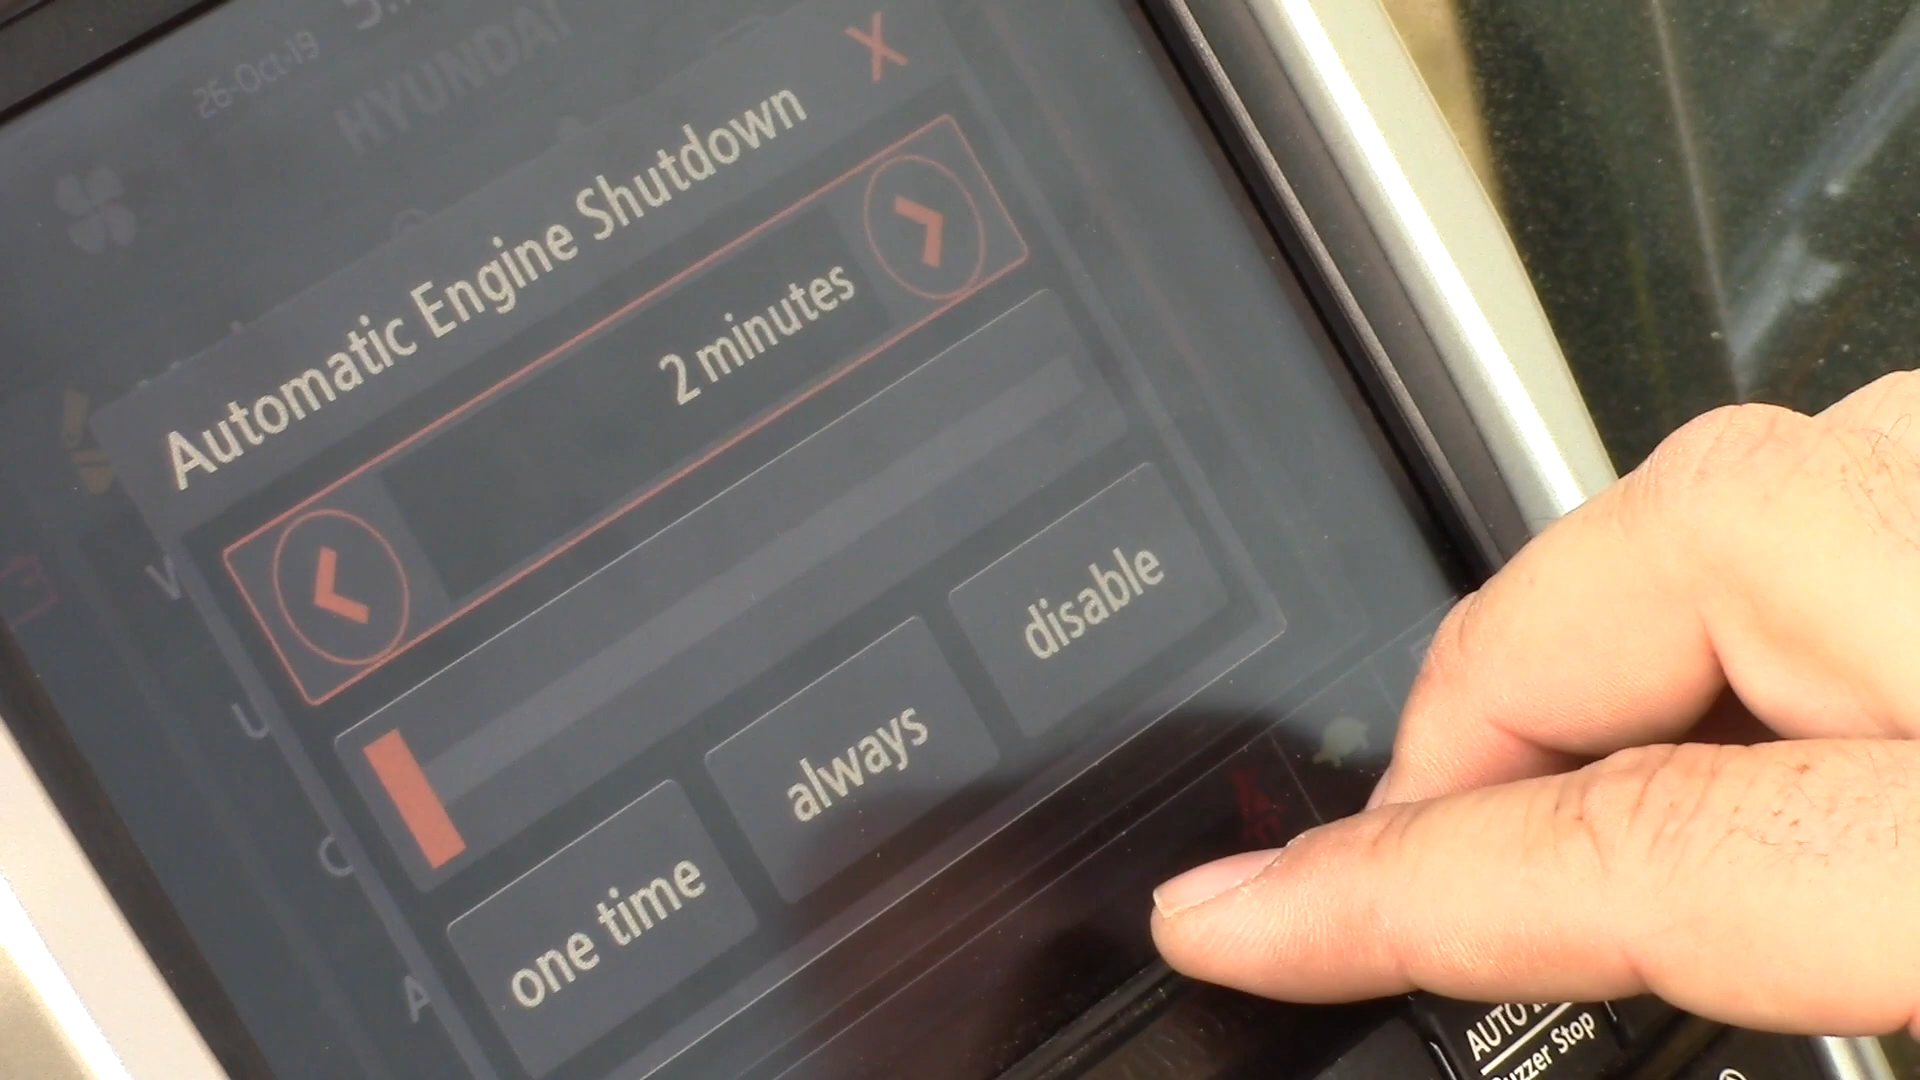 26-Oct-19
HYUNDAI
X
Automatic Engine Shutdown
2 minutes
one time
always
disable
AUTO
Buzzer Stop